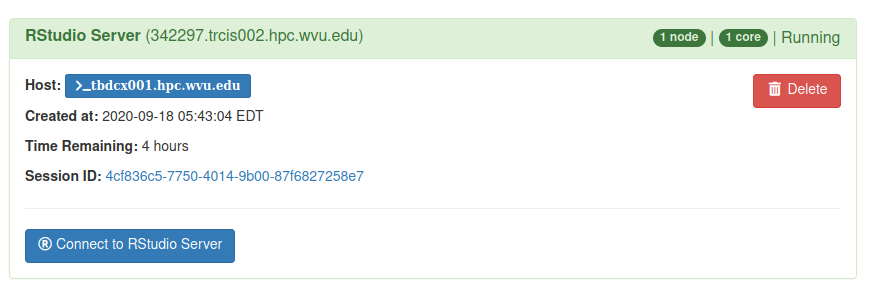 RStudio Server (342297.trcis002.hpc.wvu.edu) 1 node | 1 core | Running
Host: >_tbdcx001.hpc.wvu.edu Delete
Created at: 2020-09-18 05:43:04 EDT
Time Remaining: 4 hours
Session ID: 4cf836c5-7750-4014-9b00-87f6827258e7
® Connect to RStudio Server